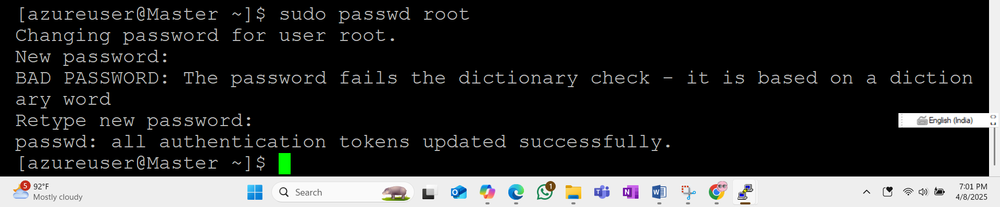 [azureuser@Master ~]$ sudo passwd root
Changing password for user root.
New password:
BAD PASSWORD: The password fails the dictionary check - it is based on a diction
ary word
Retype new password:
passwd: all authentication tokens updated successfully.
[azureuser@Master ~]$
English (India)
5
92°F
Mostly cloudy
Search
1
7:01 PM
4/8/2025